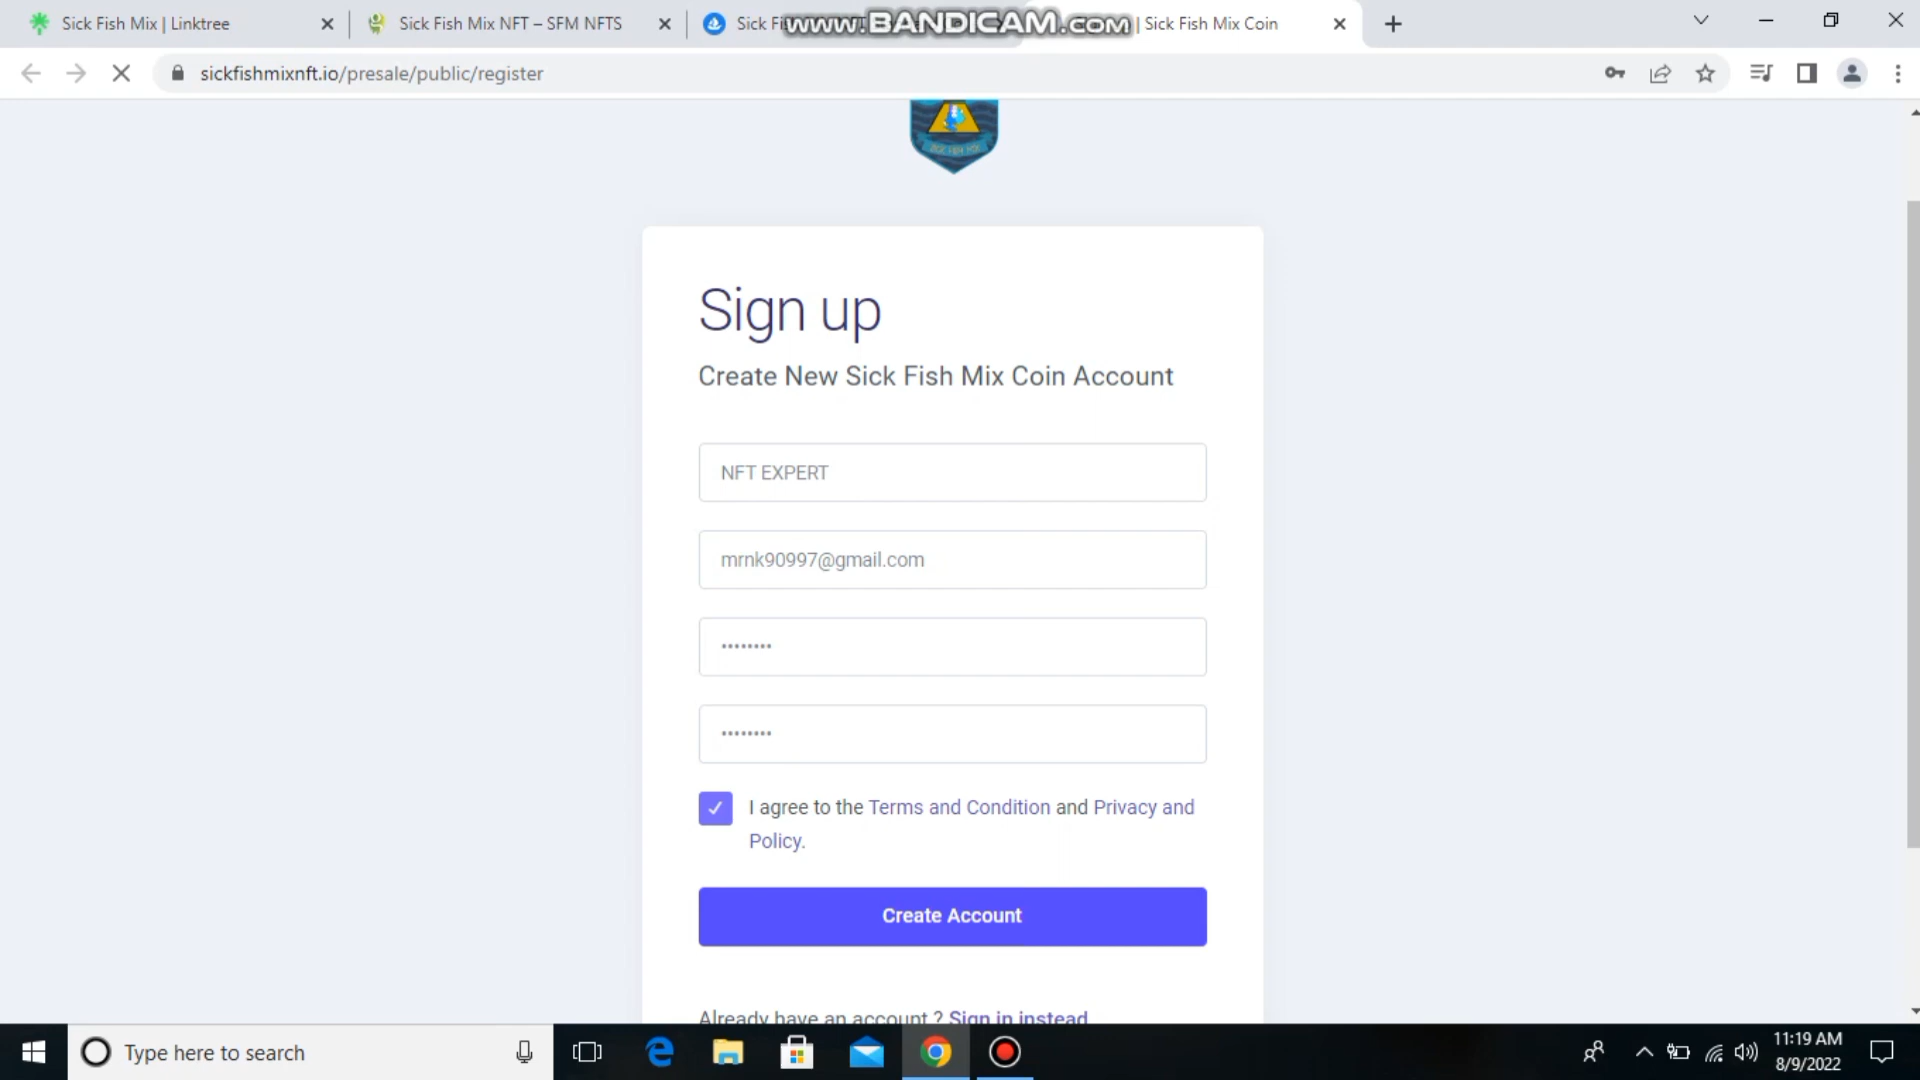 Sick Fish Mix | Linktree
Sick Fish Mix NFT – SFM NFTS
Sick Fi
www.BANDICAM.com
| Sick Fish Mix Coin
sickfishmixnft.io/presale/public/register
SICK FISH MIX
Sign up
Create New Sick Fish Mix Coin Account
NFT EXPERT
mrnk90997@gmail.com
••••••••
••••••••
I agree to the Terms and Condition and Privacy and
Policy.
Create Account
Already have an account ? Sign in instead
Type here to search
11:19 AM
8/9/2022